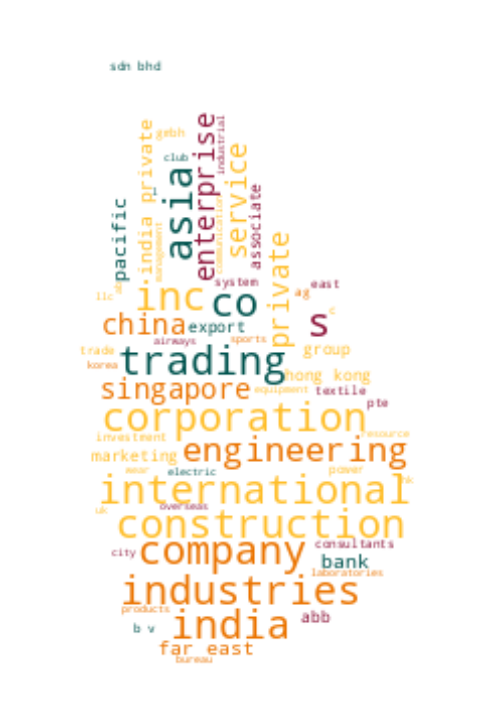 sdn bhd
india private
gmbh
club
asia
enterprise
industrial
service
communication
management
associate
pacific
private
system
east
ag
llc
inc
co
s
c
china
export
airways
sports
trade
trading
group
korea
hong kong
singapore
equipment
textile
pte
corporation
resource
investment
marketing
engineering
wear
electric
power
hk
international
uk
overseas
construction
city
company
consultants
bank
laboratories
industries
products
abb
b v
india
far east
bureau